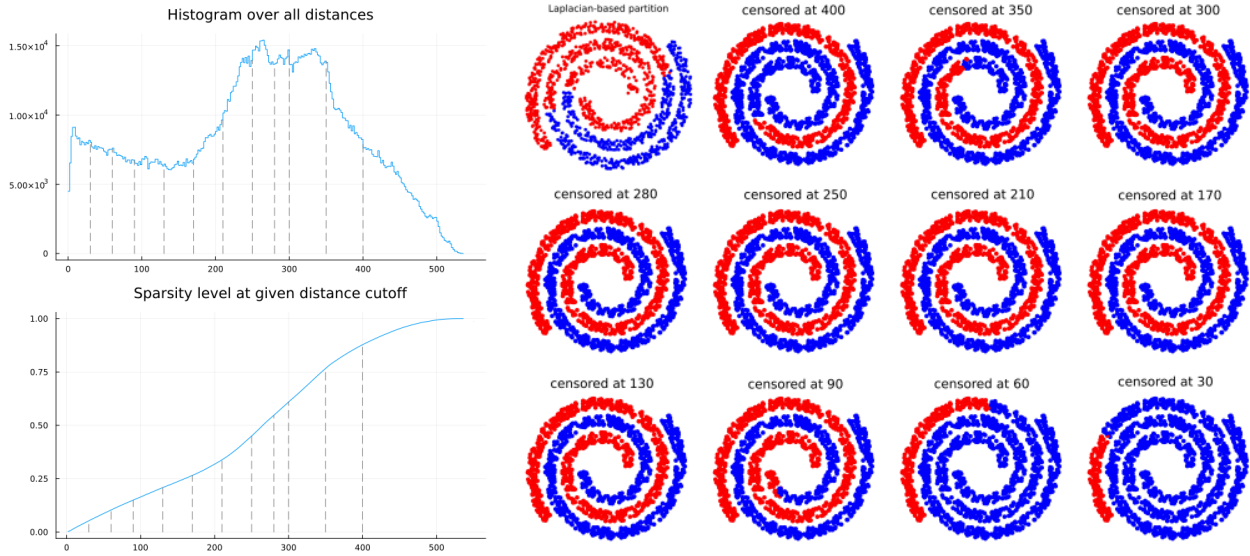 Histogram over all distances
1.50×10⁴
1.00×10⁴
5.00×10³
0
0 100 200 300 400 500
Sparsity level at given distance cutoff
1.00
0.75
0.50
0.25
0.00
0 100 200 300 400 500
Laplacian-based partition
censored at 400
censored at 350
censored at 300
censored at 280
censored at 250
censored at 210
censored at 170
censored at 130
censored at 90
censored at 60
censored at 30